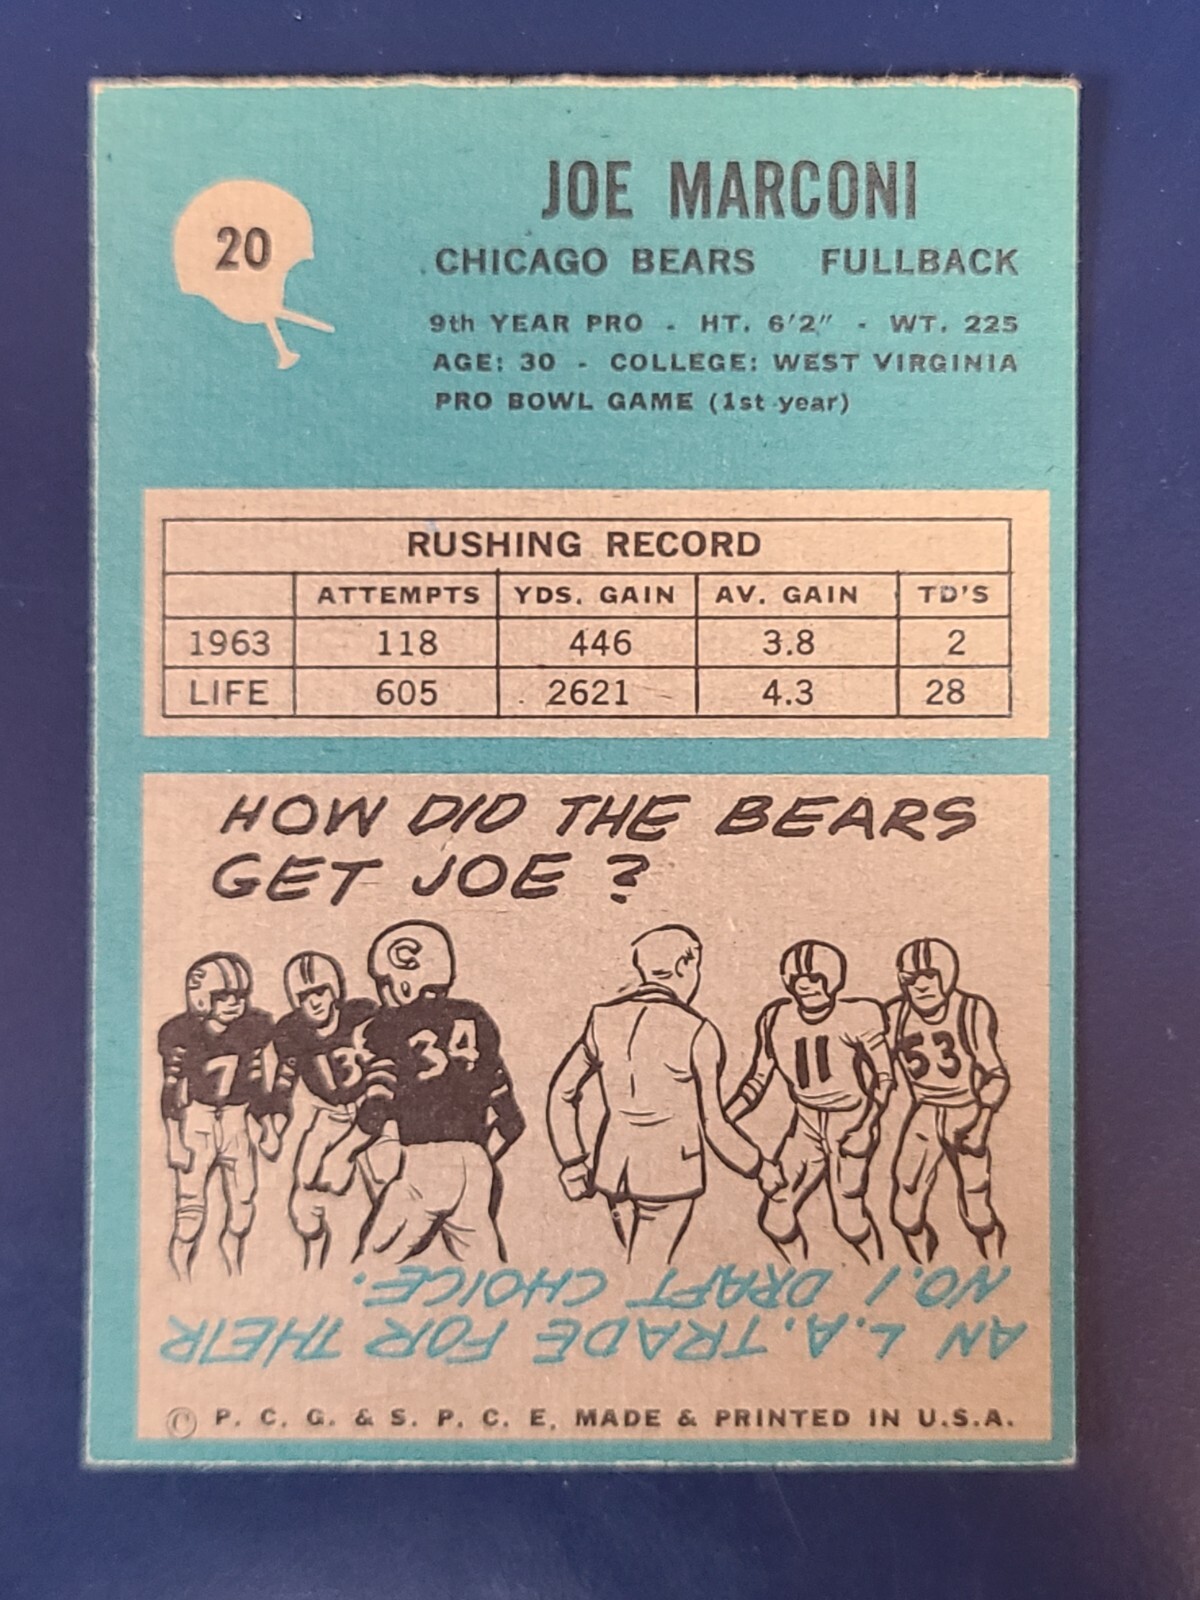 20
JOE MARCONI
CHICAGO BEARS FULLBACK
9th YEAR PRO - HT. 6'2" - WT. 225
AGE: 30 - COLLEGE: WEST VIRGINIA
PRO BOWL GAME (1st year)
RUSHING RECORD
ATTEMPTS YDS. GAIN AV. GAIN TD'S
1963 118 446 3.8 2
LIFE 605 2621 4.3 28
HOW DID THE BEARS
GET JOE?
C
7 13 34 11 53
AN L.A. TRADE FOR THEIR
NO. 1 DRAFT CHOICE.
© P. C. G. & S. P. C. E. MADE & PRINTED IN U.S.A.